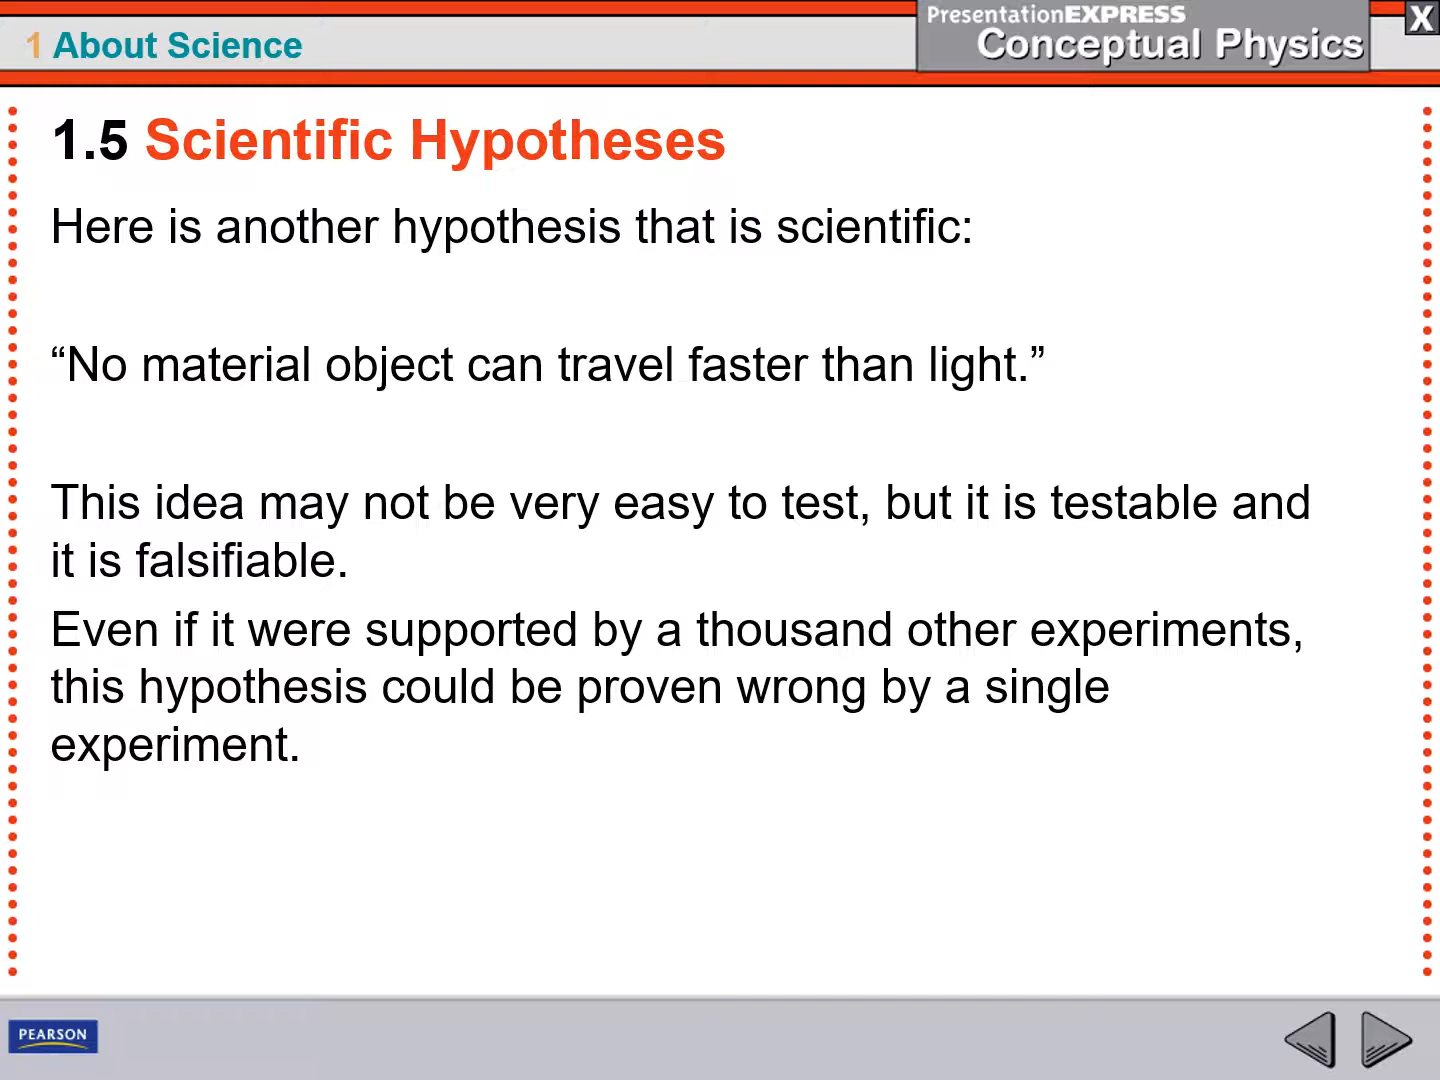 1 About Science
PresentationEXPRESS
Conceptual Physics
X
1.5 Scientific Hypotheses
Here is another hypothesis that is scientific:
“No material object can travel faster than light.”
This idea may not be very easy to test, but it is testable and
it is falsifiable.
Even if it were supported by a thousand other experiments,
this hypothesis could be proven wrong by a single
experiment.
PEARSON